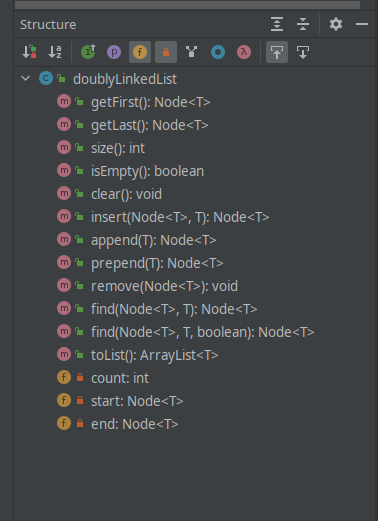 Structure
doublyLinkedList
getFirst(): Node<T>
getLast(): Node<T>
size(): int
isEmpty(): boolean
clear(): void
insert(Node<T>, T): Node<T>
append(T): Node<T>
prepend(T): Node<T>
remove(Node<T>): void
find(Node<T>, T): Node<T>
find(Node<T>, T, boolean): Node<T>
toList(): ArrayList<T>
count: int
start: Node<T>
end: Node<T>